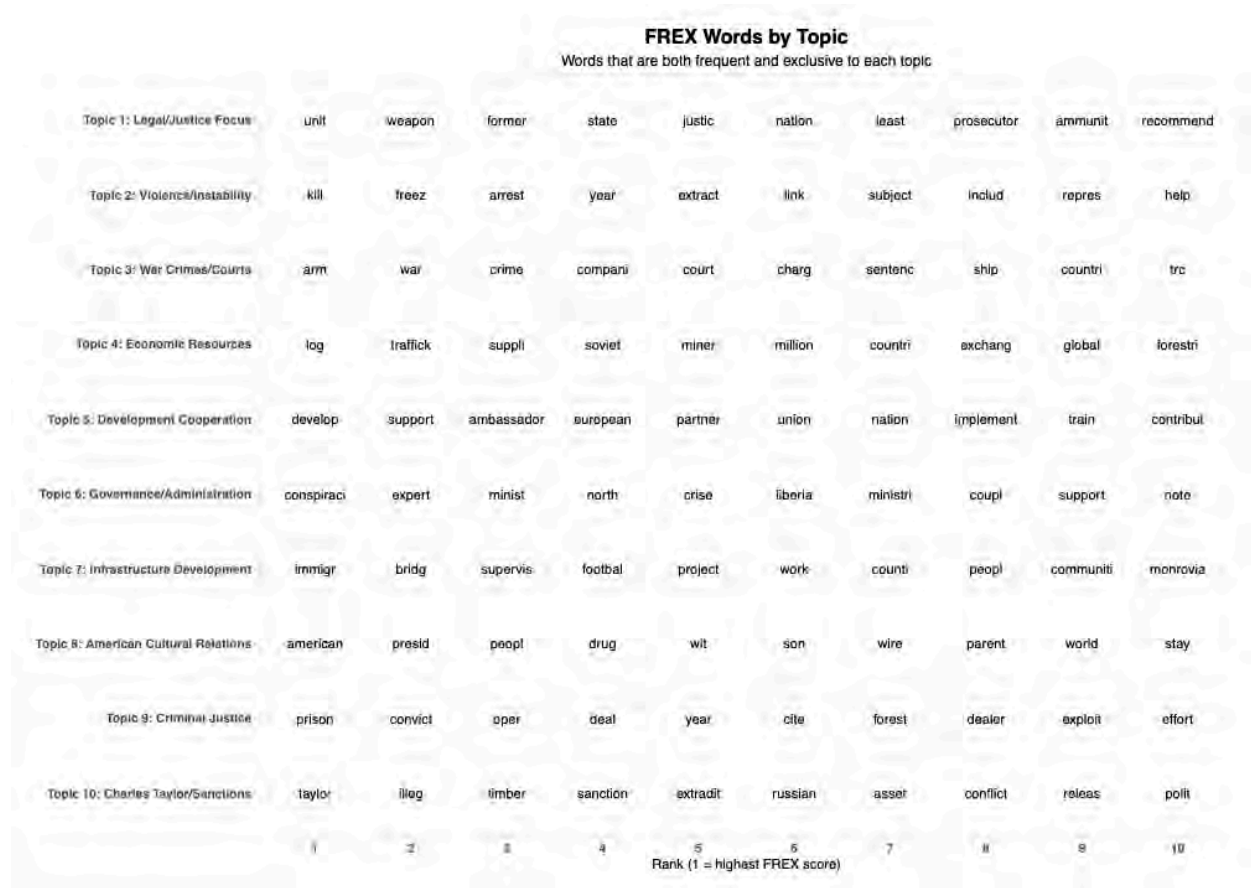 FREX Words by Topic
Words that are both frequent and exclusive to each topic
Topic 1: Legal/Justice Focus unit weapon former state justic nation least prosecutor ammunit recommend
Topic 2: Violence/Instability kill freez arrest year extract link subject includ repres help
Topic 3: War Crimes/Courts arm war crime compani court charg sentenc ship countri trc
Topic 4: Economic Resources log traffick suppli soviet miner million countri exchang global forestri
Topic 5: Development Cooperation develop support ambassador european partner union nation implement train contribut
Topic 6: Governance/Administration conspiraci expert minist north crise liberia ministri coupl support note
Topic 7: Infrastructure Development immigr bridg supervis footbal project work counti peopl communiti monrovia
Topic 8: American Cultural Relations american presid peopl drug wit son wire parent world stay
Topic 9: Criminal Justice prison convict oper deal year cite forest dealer exploit effort
Topic 10: Charles Taylor/Sanctions taylor illeg timber sanction extradit russian asset conflict releas polit
1 2 3 4 5 6 7 8 9 10
Rank (1 = highest FREX score)